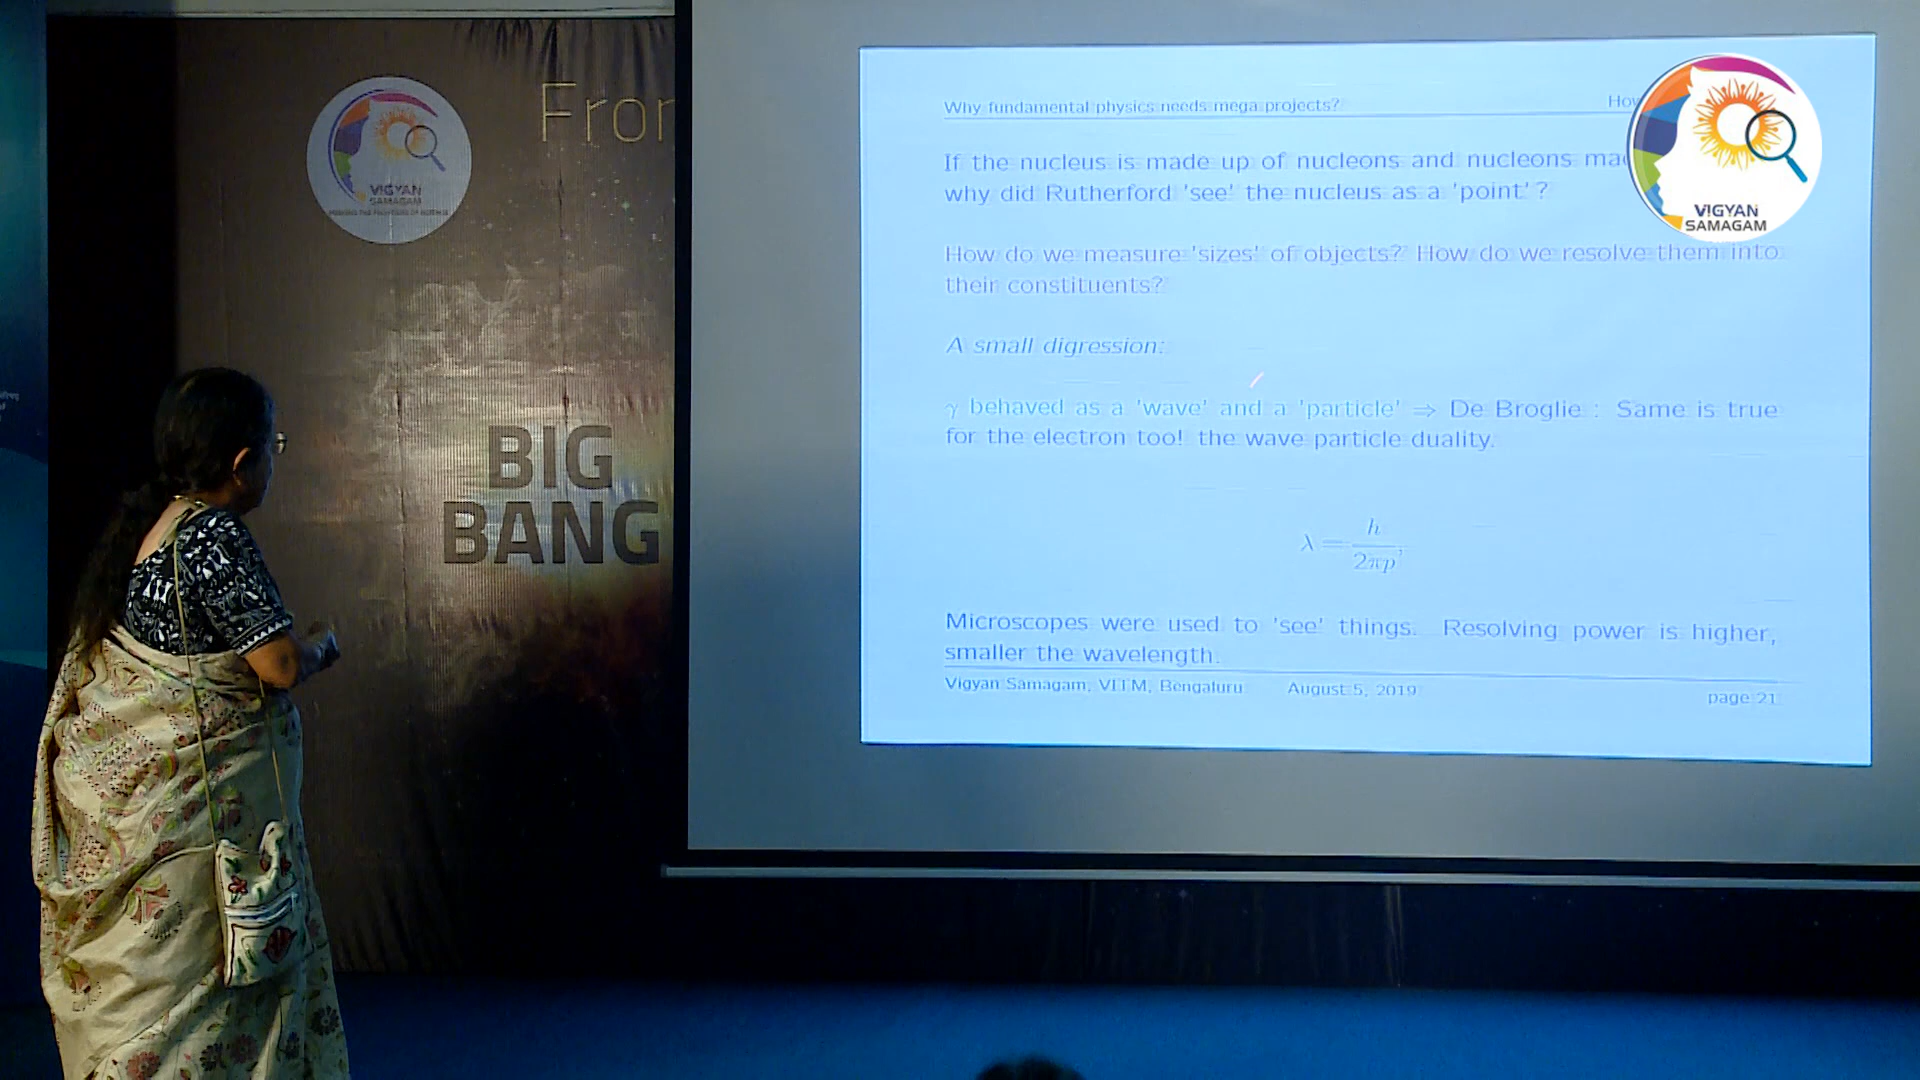 From
VIGYAN
SAMAGAM
BIG
BANG
Why fundamental physics needs mega projects?
If the nucleus is made up of nucleons and nucleons
why did Rutherford 'see' the nucleus as a 'point'?
How do we measure 'sizes' of objects? How do we resolve them into
their constituents?
A small digression:
γ behaved as a 'wave' and a 'particle' ⇒ De Broglie : Same is true
for the electron too! the wave particle duality.
λ = h / 2πp,
Microscopes were used to 'see' things. Resolving power is higher,
smaller the wavelength.
Vigyan Samagam, VITM, Bengaluru August 5, 2019
page 21
VIGYAN
SAMAGAM